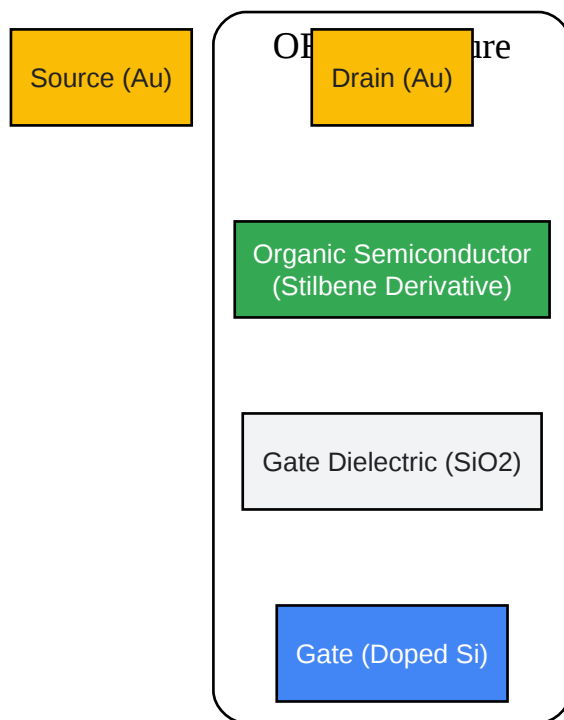 Source (Au)
Drain (Au)
Organic Semiconductor
(Stilbene Derivative)
Gate Dielectric (SiO2)
Gate (Doped Si)